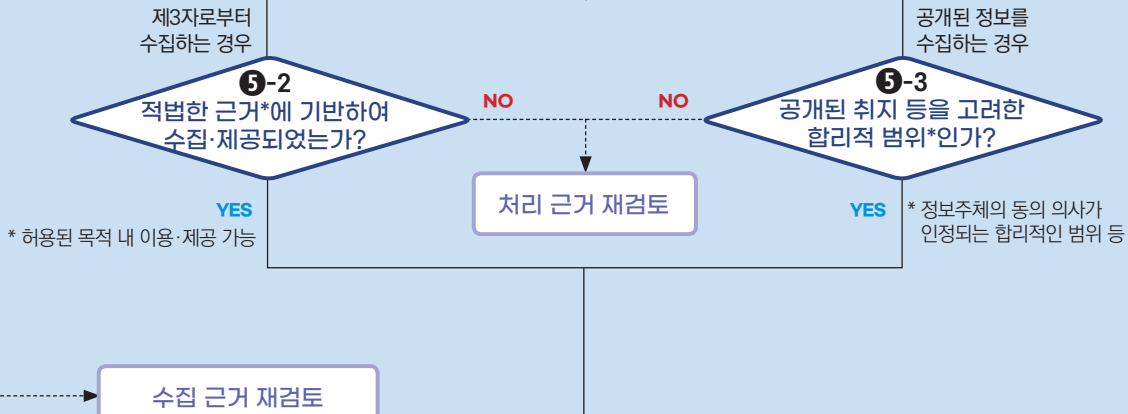 제3자로부터
수집하는 경우
공개된 정보를
수집하는 경우
❺-2
적법한 근거*에 기반하여
수집·제공되었는가?
NO
NO
❺-3
공개된 취지 등을 고려한
합리적 범위*인가?
처리 근거 재검토
YES
* 허용된 목적 내 이용·제공 가능
YES
* 정보주체의 동의 의사가
인정되는 합리적인 범위 등
수집 근거 재검토